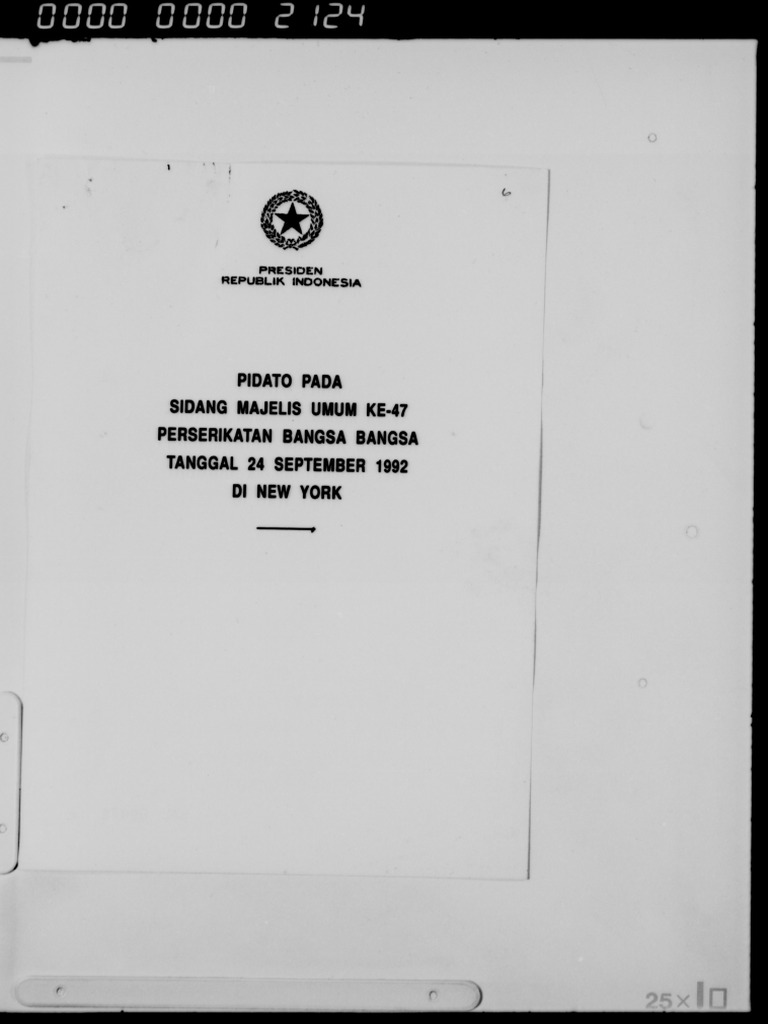 0000 0000 2124
6
PRESIDEN
REPUBLIK INDONESIA
PIDATO PADA
SIDANG MAJELIS UMUM KE-47
PERSERIKATAN BANGSA BANGSA
TANGGAL 24 SEPTEMBER 1992
DI NEW YORK
25×